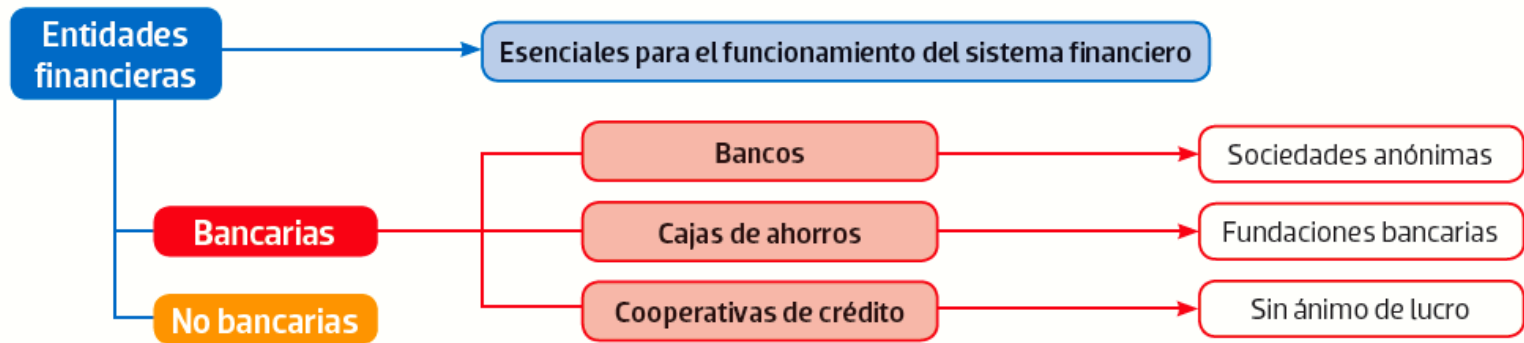 Entidades
financieras
Esenciales para el funcionamiento del sistema financiero
Bancarias
Bancos
Sociedades anónimas
Cajas de ahorros
Fundaciones bancarias
Cooperativas de crédito
Sin ánimo de lucro
No bancarias